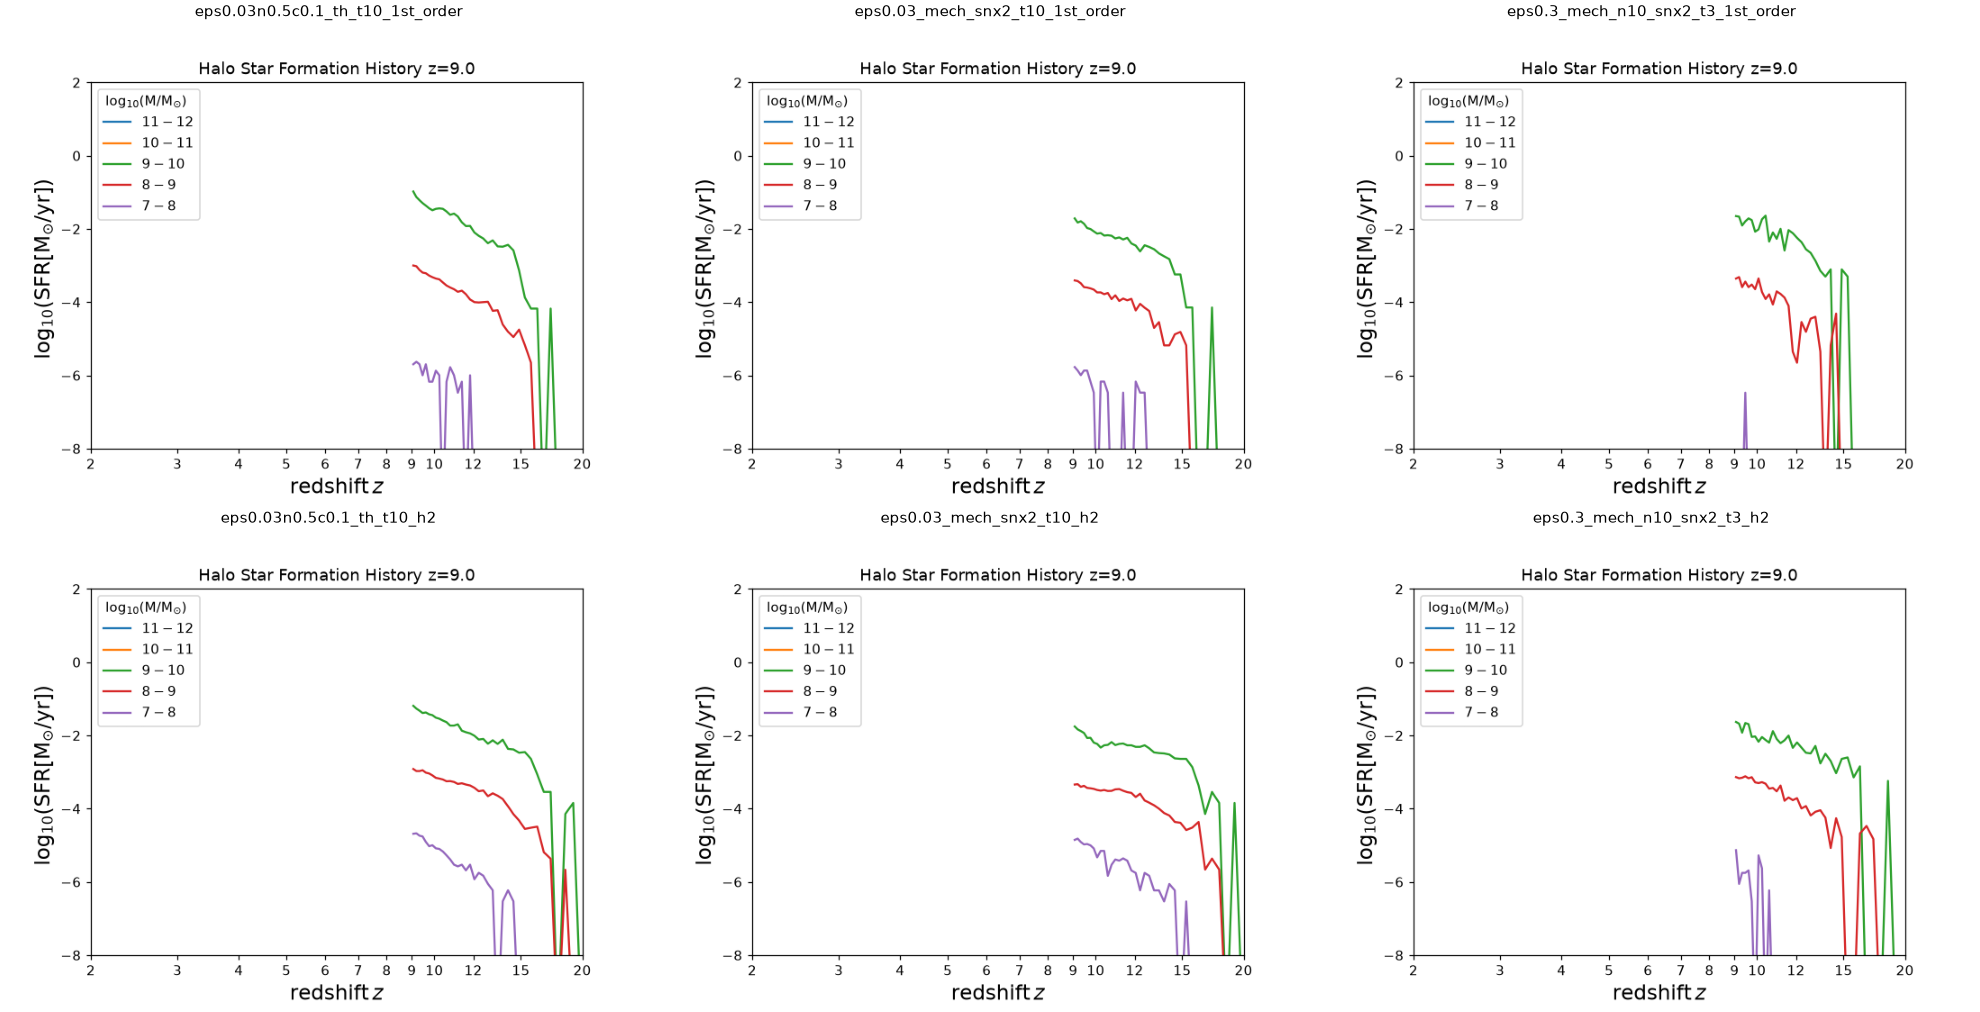 eps0.03n0.5c0.1_th_t10_1st_order
Halo Star Formation History z=9.0
log₁₀(M/M⊙)
11 − 12
10 − 11
9 − 10
8 − 9
7 − 8
log₁₀(SFR[M⊙/yr])
2
0
−2
−4
−6
−8
2 3 4 5 6 7 8 9 10 12 15 20
redshift z
eps0.03_mech_snx2_t10_1st_order
Halo Star Formation History z=9.0
log₁₀(M/M⊙)
11 − 12
10 − 11
9 − 10
8 − 9
7 − 8
log₁₀(SFR[M⊙/yr])
2
0
−2
−4
−6
−8
2 3 4 5 6 7 8 9 10 12 15 20
redshift z
eps0.3_mech_n10_snx2_t3_1st_order
Halo Star Formation History z=9.0
log₁₀(M/M⊙)
11 − 12
10 − 11
9 − 10
8 − 9
7 − 8
log₁₀(SFR[M⊙/yr])
2
0
−2
−4
−6
−8
2 3 4 5 6 7 8 9 10 12 15 20
redshift z
eps0.03n0.5c0.1_th_t10_h2
Halo Star Formation History z=9.0
log₁₀(M/M⊙)
11 − 12
10 − 11
9 − 10
8 − 9
7 − 8
log₁₀(SFR[M⊙/yr])
2
0
−2
−4
−6
−8
2 3 4 5 6 7 8 9 10 12 15 20
redshift z
eps0.03_mech_snx2_t10_h2
Halo Star Formation History z=9.0
log₁₀(M/M⊙)
11 − 12
10 − 11
9 − 10
8 − 9
7 − 8
log₁₀(SFR[M⊙/yr])
2
0
−2
−4
−6
−8
2 3 4 5 6 7 8 9 10 12 15 20
redshift z
eps0.3_mech_n10_snx2_t3_h2
Halo Star Formation History z=9.0
log₁₀(M/M⊙)
11 − 12
10 − 11
9 − 10
8 − 9
7 − 8
log₁₀(SFR[M⊙/yr])
2
0
−2
−4
−6
−8
2 3 4 5 6 7 8 9 10 12 15 20
redshift z